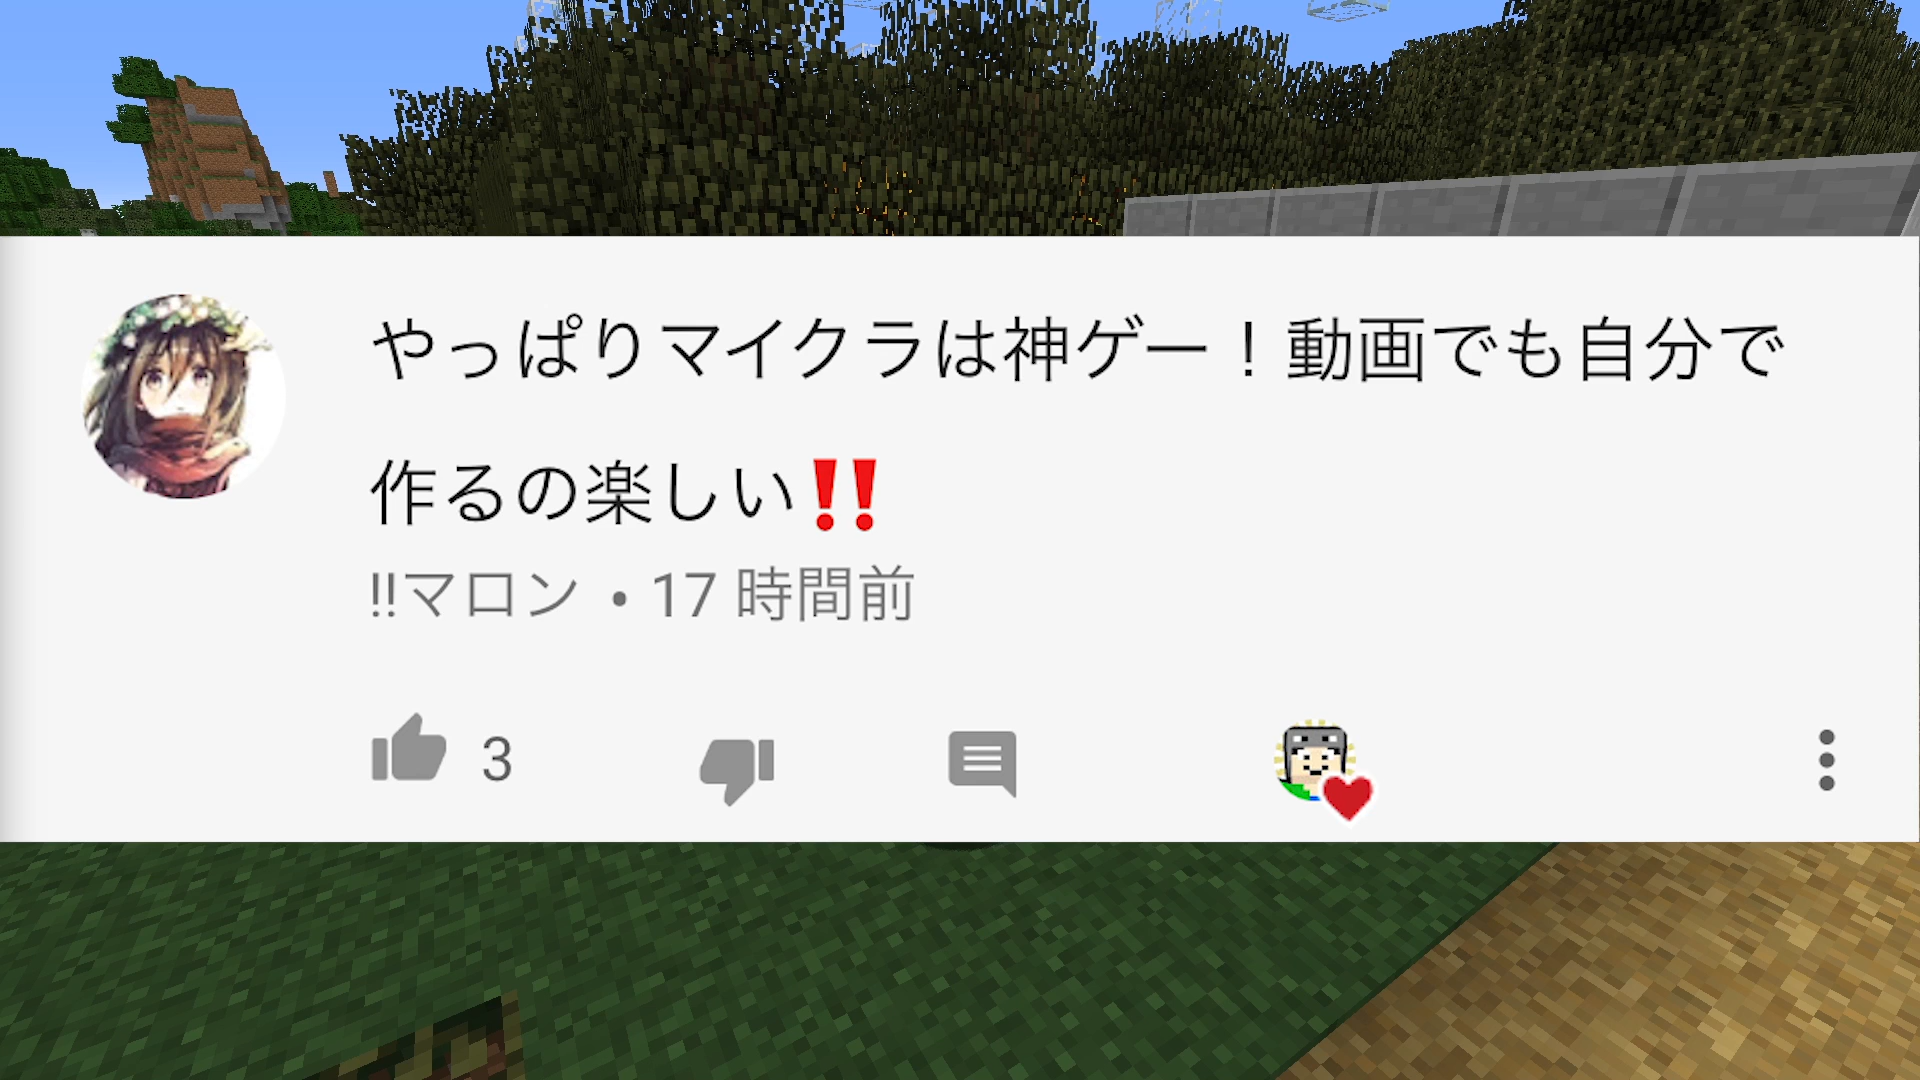 やっぱりマイクラは神ゲー！動画でも自分で
作るの楽しい‼️
‼マロン • 17 時間前
3